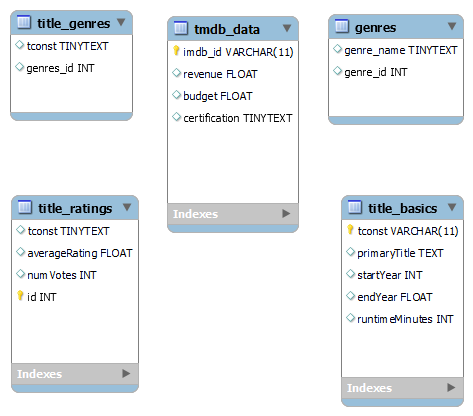 title_genres
tconst TINYTEXT
genres_id INT
tmdb_data
imdb_id VARCHAR(11)
revenue FLOAT
budget FLOAT
certification TINYTEXT
Indexes
genres
genre_name TINYTEXT
genre_id INT
title_ratings
tconst TINYTEXT
averageRating FLOAT
numVotes INT
id INT
Indexes
title_basics
tconst VARCHAR(11)
primaryTitle TEXT
startYear INT
endYear FLOAT
runtimeMinutes INT
Indexes